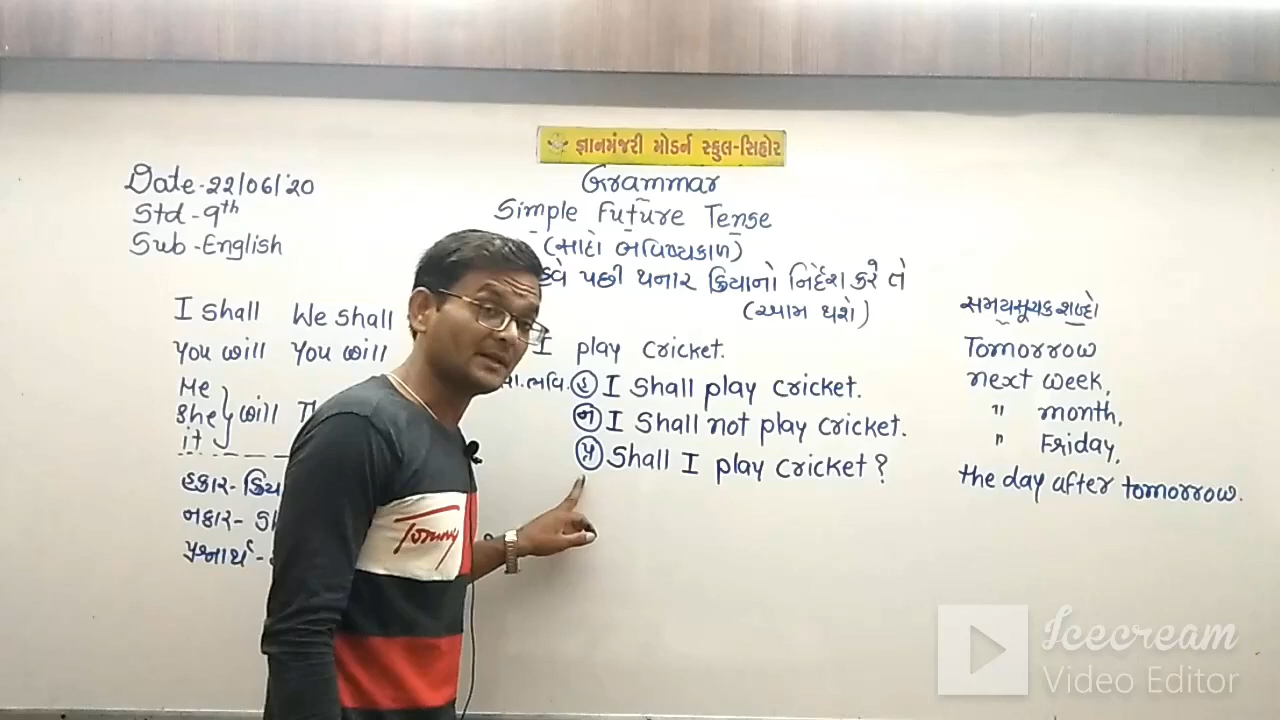 જ્ઞાનમંજરી મોડર્ન સ્કુલ-સિહોર
Date-22/06/'20
Std-9th
Sub-English
Grammar
Simple Future Tense
(સાદો ભવિષ્યકાળ)
પછી થનાર ક્રિયાનો નિર્દેશ કરે તે
(આમ થશે)
I Shall We Shall
You will You will
He
She } will
it
હકાર-
નકાર-
પ્રશ્નાર્થ-
I play cricket.
સા.ભવિ. હ I Shall play cricket.
ન I Shall not play cricket.
પ્ર Shall I play cricket?
સમયસૂચક શબ્દો
Tomorrow
next week,
" month,
" Friday,
the day after tomorrow.
Tommy
Icecream
Video Editor